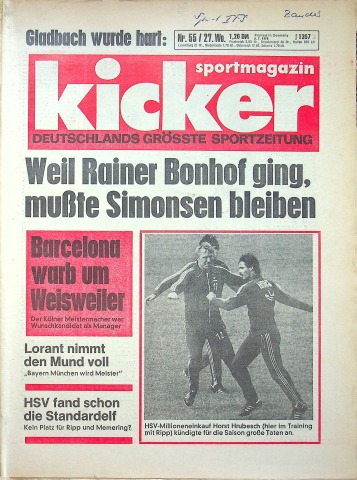 Gladbach wurde hart:
Nr. 55 / 27. Wo.
1,20 DM
J 1367
sportmagazin
kicker
DEUTSCHLANDS GRÖSSTE SPORTZEITUNG
Weil Rainer Bonhof ging,
mußte Simonsen bleiben
Barcelona
warb um
Weisweiler
Der Kölner Meistermacher war
Wunschkandidat als Manager
Lorant nimmt
den Mund voll
„Bayern München wird Meister“
HSV fand schon
die Standardelf
Kein Platz für Ripp und Memering?
HSV-Millioneneinkauf Horst Hrubesch (hier im Training
mit Ripp) kündigte für die Saison große Taten an.